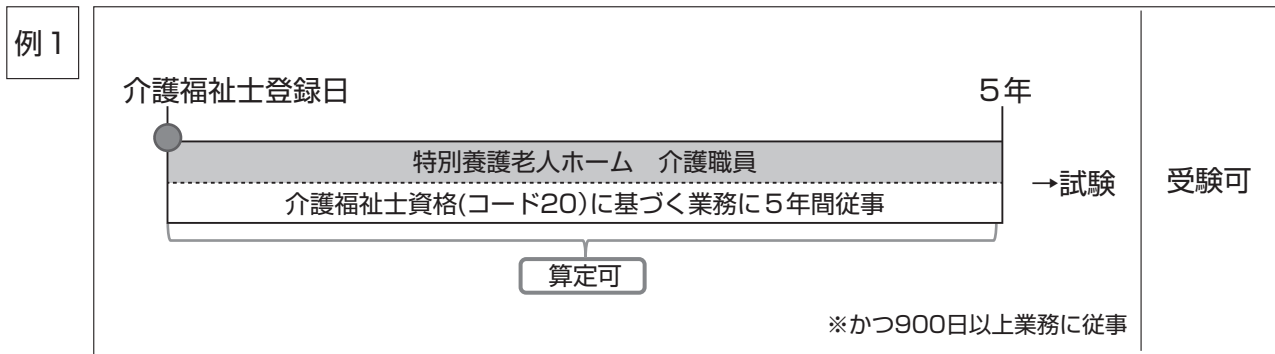 例1
介護福祉士登録日
5年
特別養護老人ホーム 介護職員
介護福祉士資格(コード20)に基づく業務に5年間従事
→試験
受験可
算定可
※かつ900日以上業務に従事